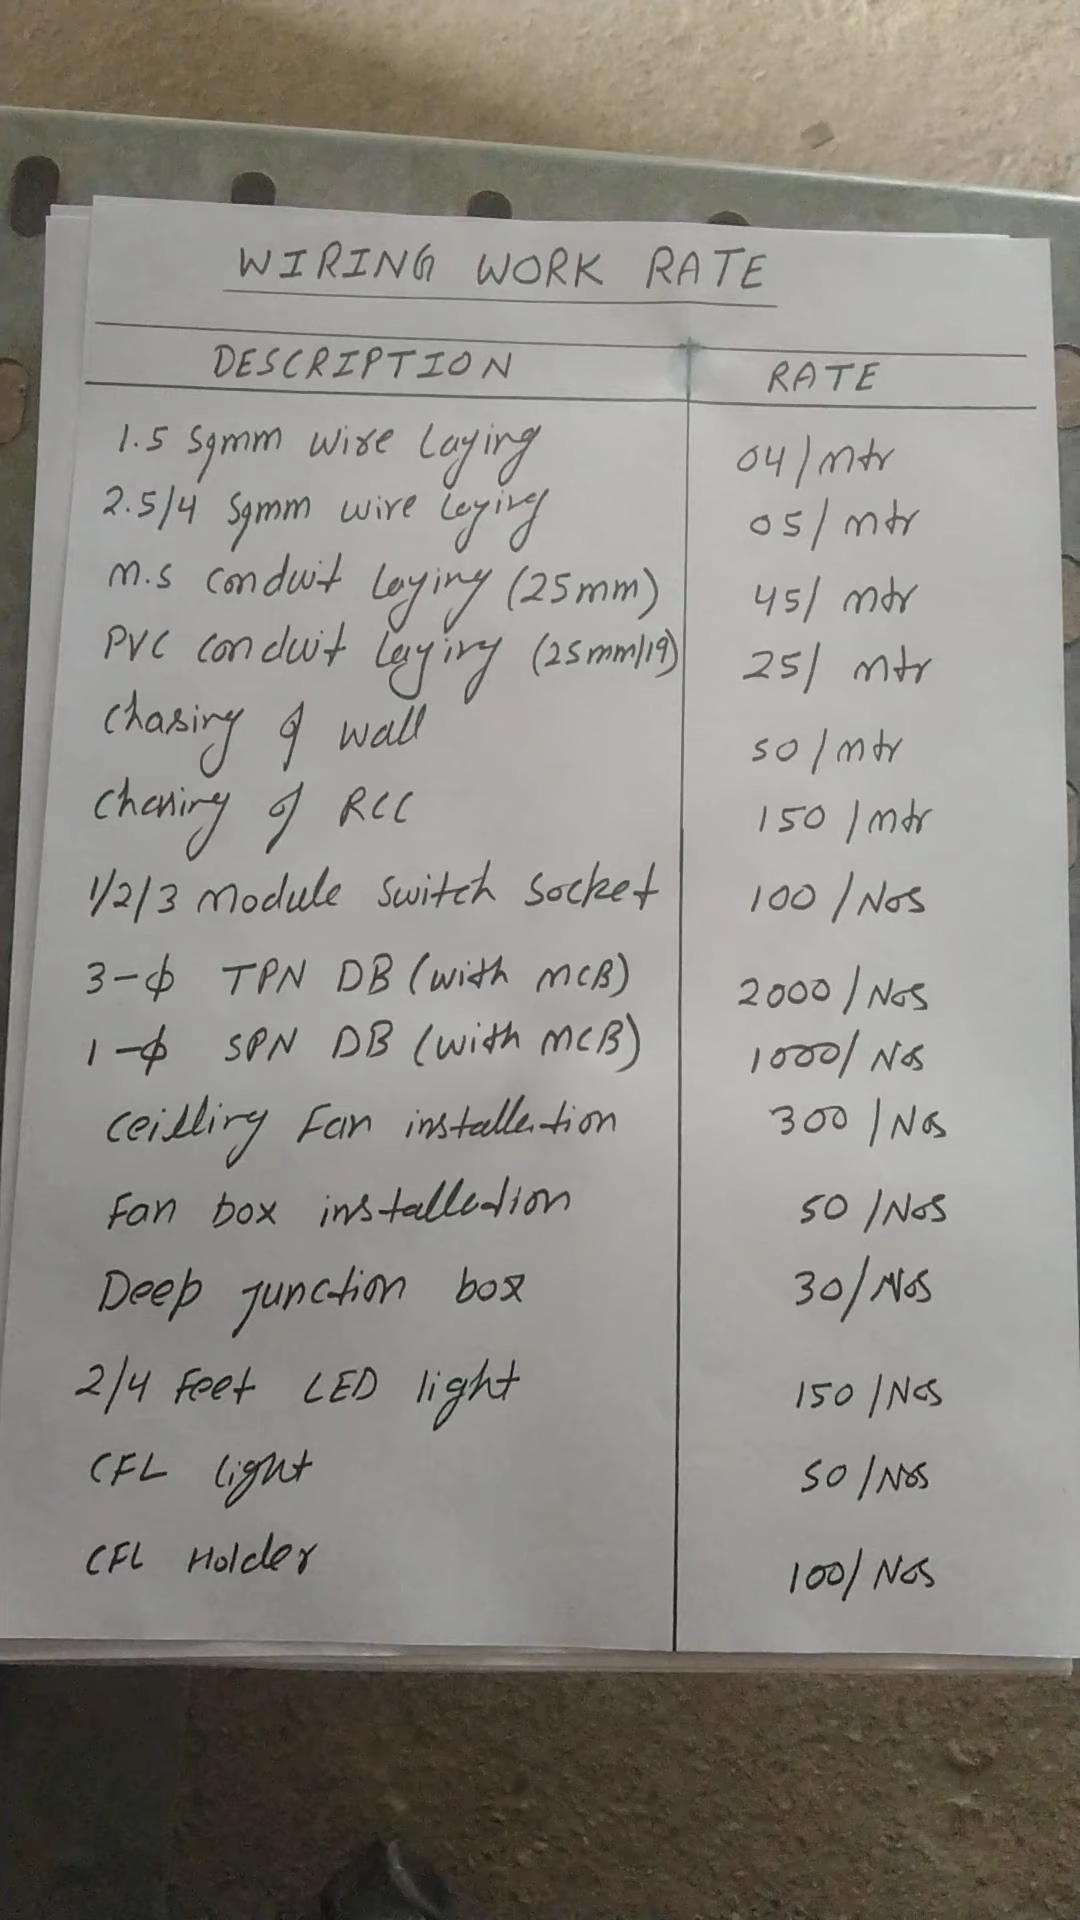 WIRING WORK RATE
DESCRIPTION RATE
1.5 Sqmm wire Laying 04/mtr
2.5/4 Sqmm wire Laying 05/mtr
M.S conduit Laying (25mm) 45/mtr
PVC conduit Laying (25mm/19) 25/mtr
Chasing of wall 50/mtr
Chasing of RCC 150/mtr
1/2/3 Module Switch Socket 100/Nos
3-ϕ TPN DB (with MCB) 2000/Nos
1-ϕ SPN DB (with MCB) 1000/Nos
Ceilling Fan installation 300/Nos
Fan box installation 50/Nos
Deep junction box 30/Nos
2/4 Feet LED light 150/Nos
CFL light 50/Nos
CFL Holder 100/Nos